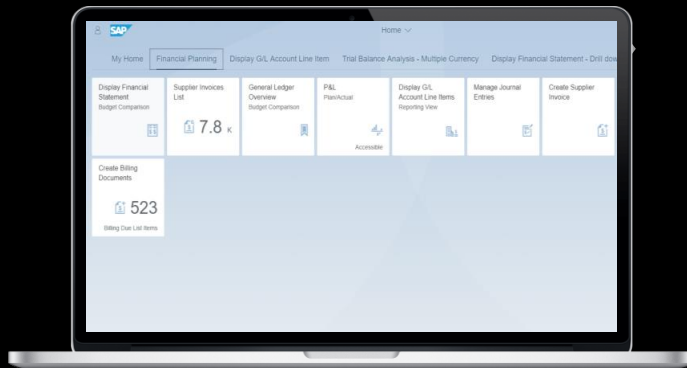 SAP
Home
My Home Financial Planning Display G/L Account Line Item Trial Balance Analysis - Multiple Currency Display Financial Statement - Drill dow
Display Financial
Statement
Budget Comparison
Supplier Invoices
List
7.8 K
General Ledger
Overview
Budget Comparison
P&L
Plan/Actual
Accessible
Display G/L
Account Line Items
Reporting View
Manage Journal
Entries
Create Supplier
Invoice
Create Billing
Documents
523
Billing Due List Items